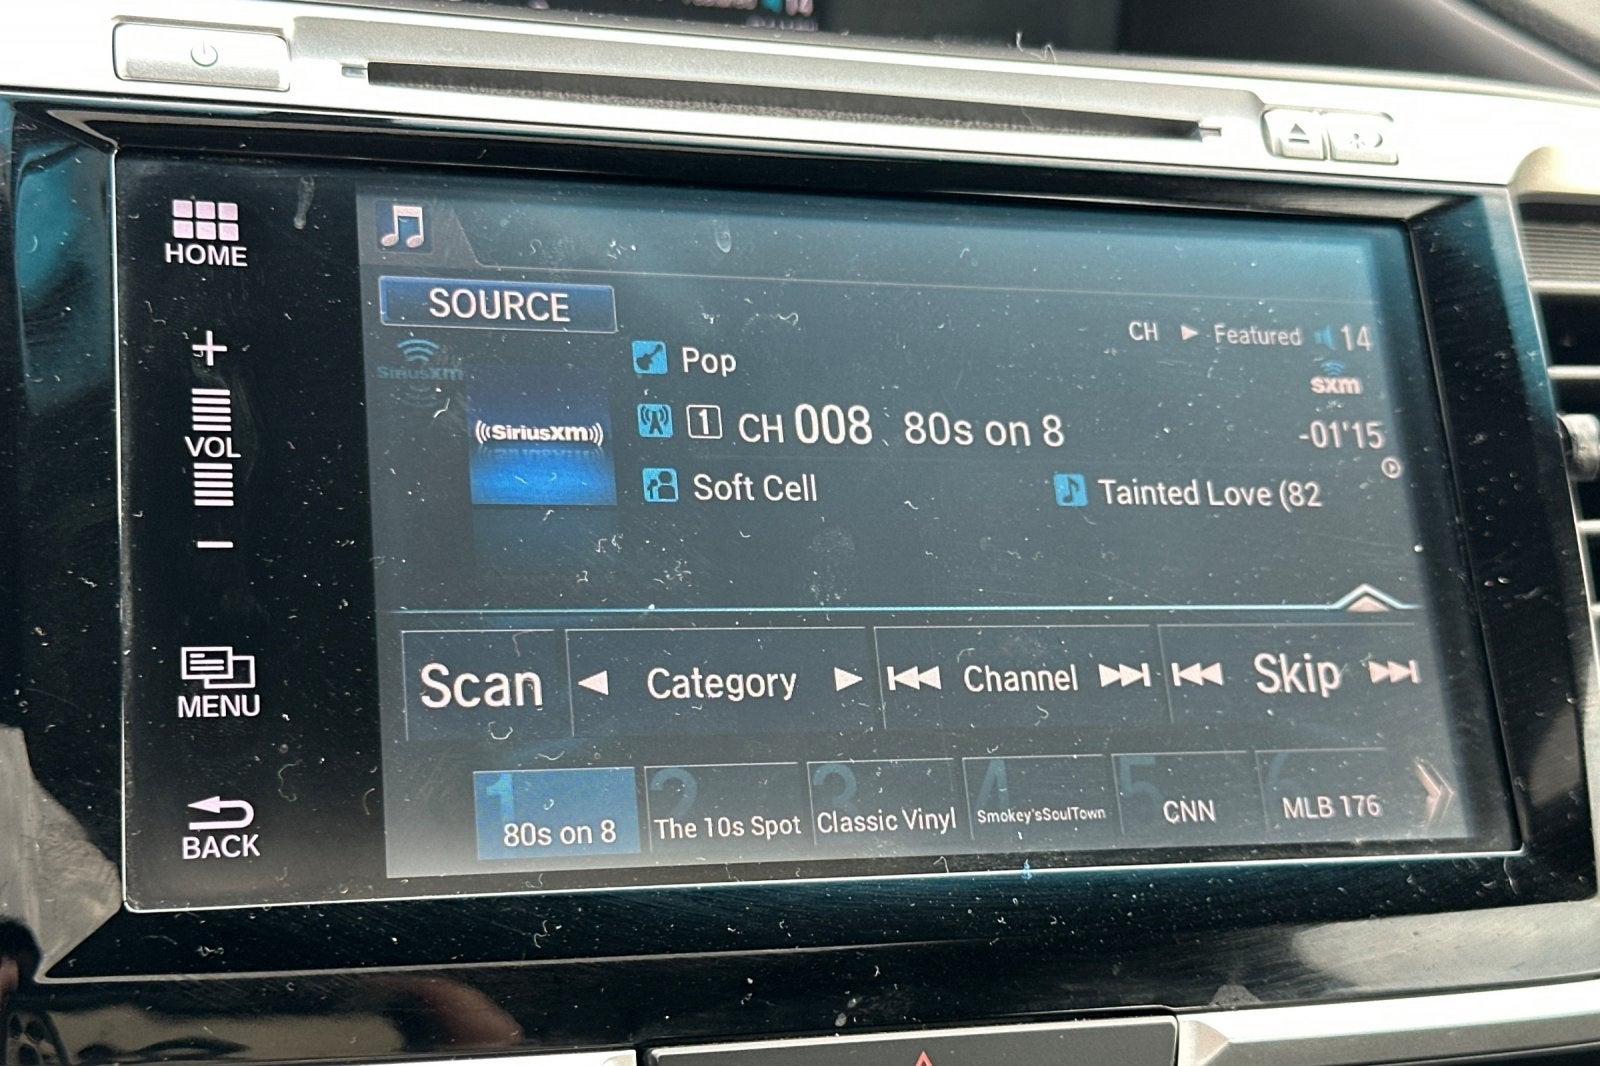 HOME
SOURCE
CH ▶ Featured 14
SiriusXM
Pop
sxm
+
((SiriusXM))
1 CH 008 80s on 8
-01'15
VOL
Soft Cell
Tainted Love (82
−
Scan
Category
Channel
Skip
MENU
1
80s on 8
2
The 10s Spot
3
Classic Vinyl
4
Smokey'sSoulTown
5
CNN
6
MLB 176
BACK